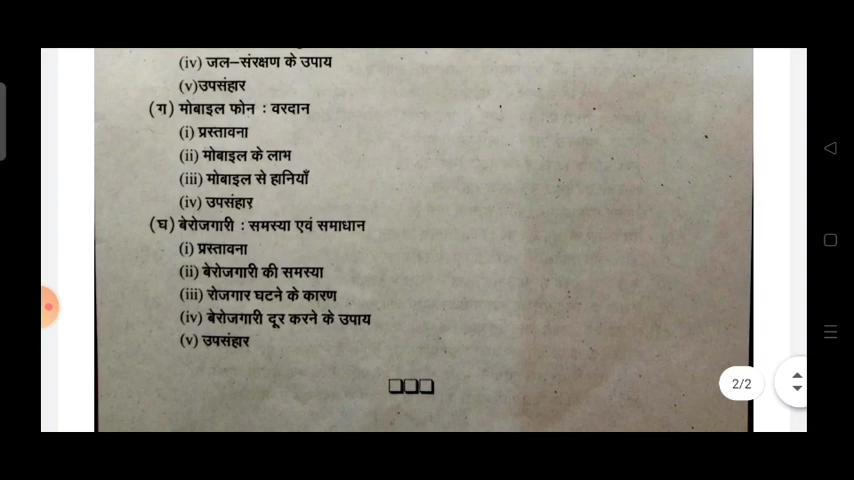 (iv) जल–संरक्षण के उपाय
(v)उपसंहार
(ग) मोबाइल फोन : वरदान
(i) प्रस्तावना
(ii) मोबाइल के लाभ
(iii) मोबाइल से हानियाँ
(iv) उपसंहार
(घ) बेरोजगारी : समस्या एवं समाधान
(i) प्रस्तावना
(ii) बेरोजगारी की समस्या
(iii) रोजगार घटने के कारण
(iv) बेरोजगारी दूर करने के उपाय
(v) उपसंहार
2/2